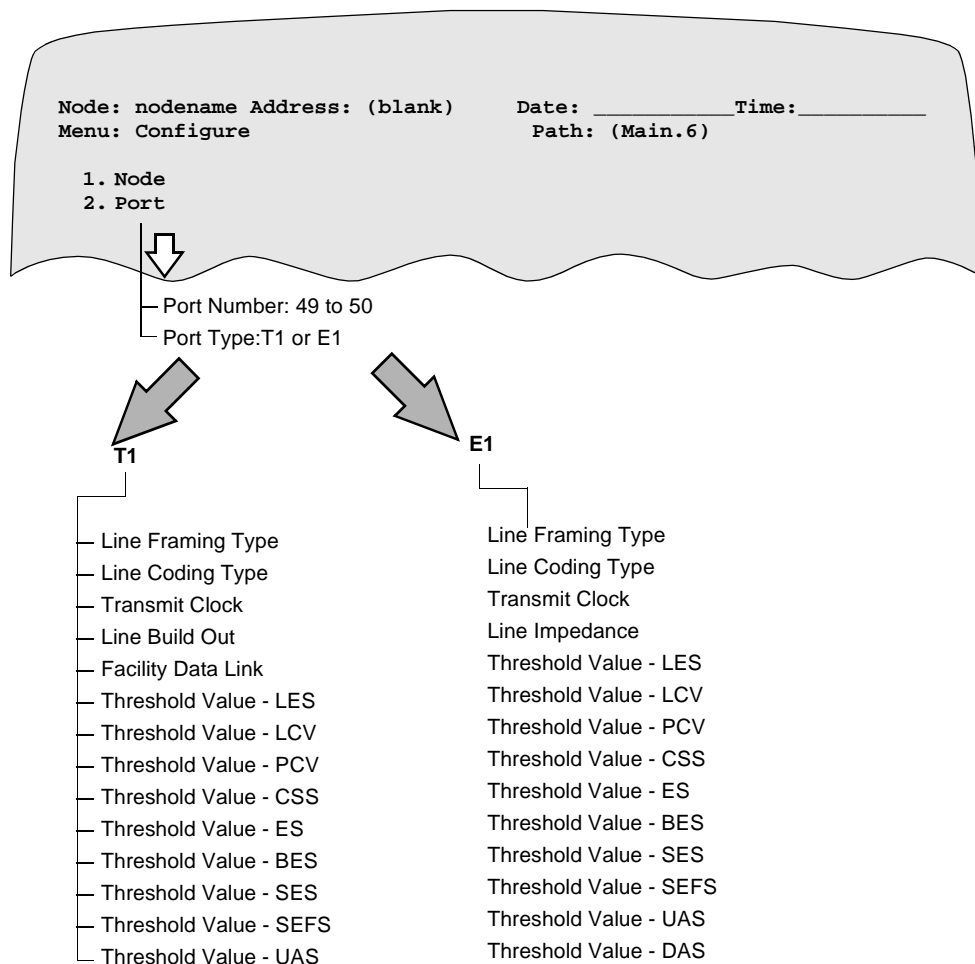 Node: nodename Address: (blank) Date: ___________Time:__________
Menu: Configure Path: (Main.6)
1. Node
2. Port
Port Number: 49 to 50
Port Type:T1 or E1
T1
Line Framing Type
Line Coding Type
Transmit Clock
Line Build Out
Facility Data Link
Threshold Value - LES
Threshold Value - LCV
Threshold Value - PCV
Threshold Value - CSS
Threshold Value - ES
Threshold Value - BES
Threshold Value - SES
Threshold Value - SEFS
Threshold Value - UAS
E1
Line Framing Type
Line Coding Type
Transmit Clock
Line Impedance
Threshold Value - LES
Threshold Value - LCV
Threshold Value - PCV
Threshold Value - CSS
Threshold Value - ES
Threshold Value - BES
Threshold Value - SES
Threshold Value - SEFS
Threshold Value - UAS
Threshold Value - DAS